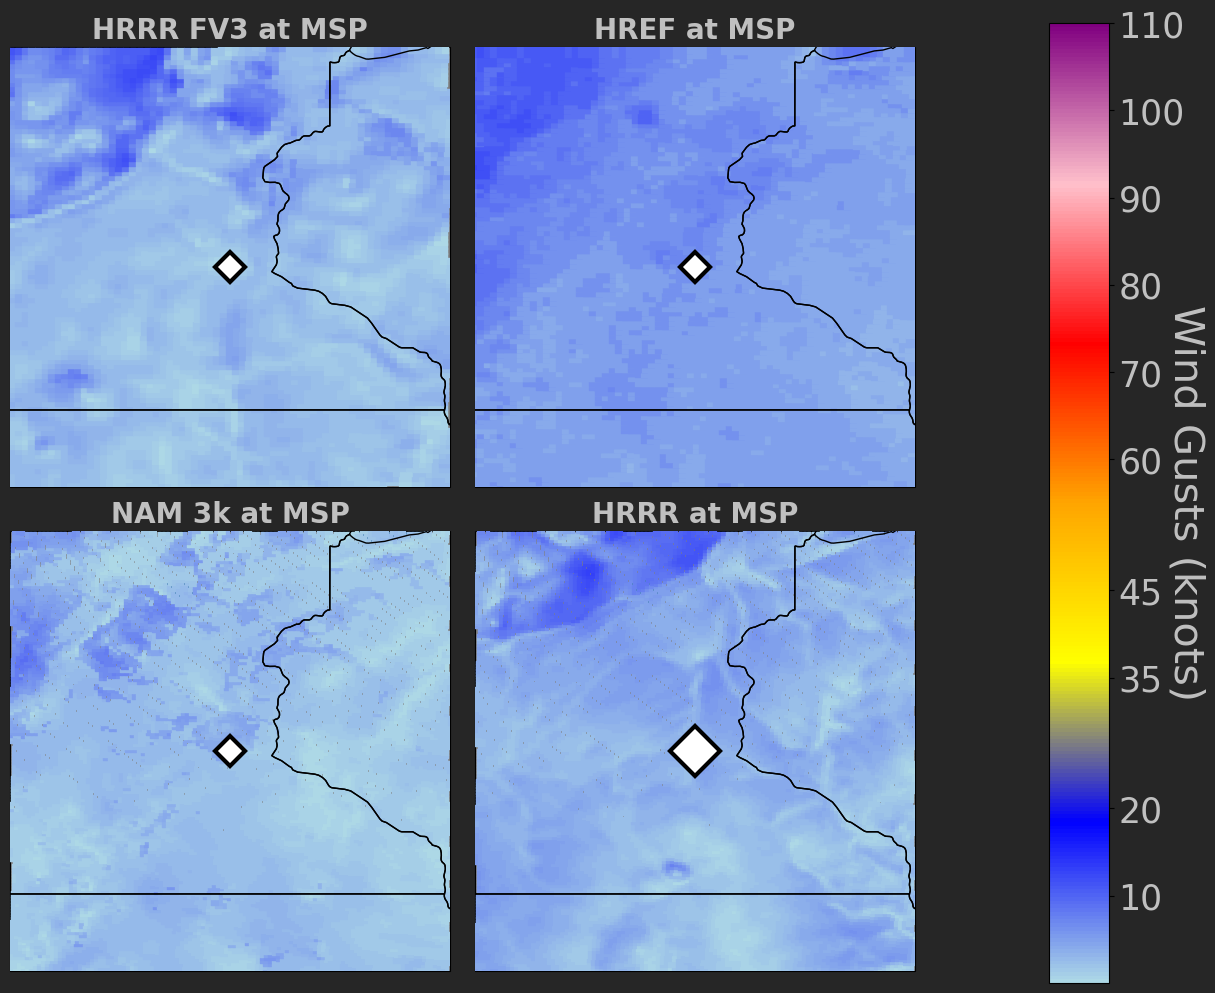 HRRR FV3 at MSP
HREF at MSP
NAM 3k at MSP
HRRR at MSP
110
100
90
80
70
60
45
35
20
10
Wind Gusts (knots)